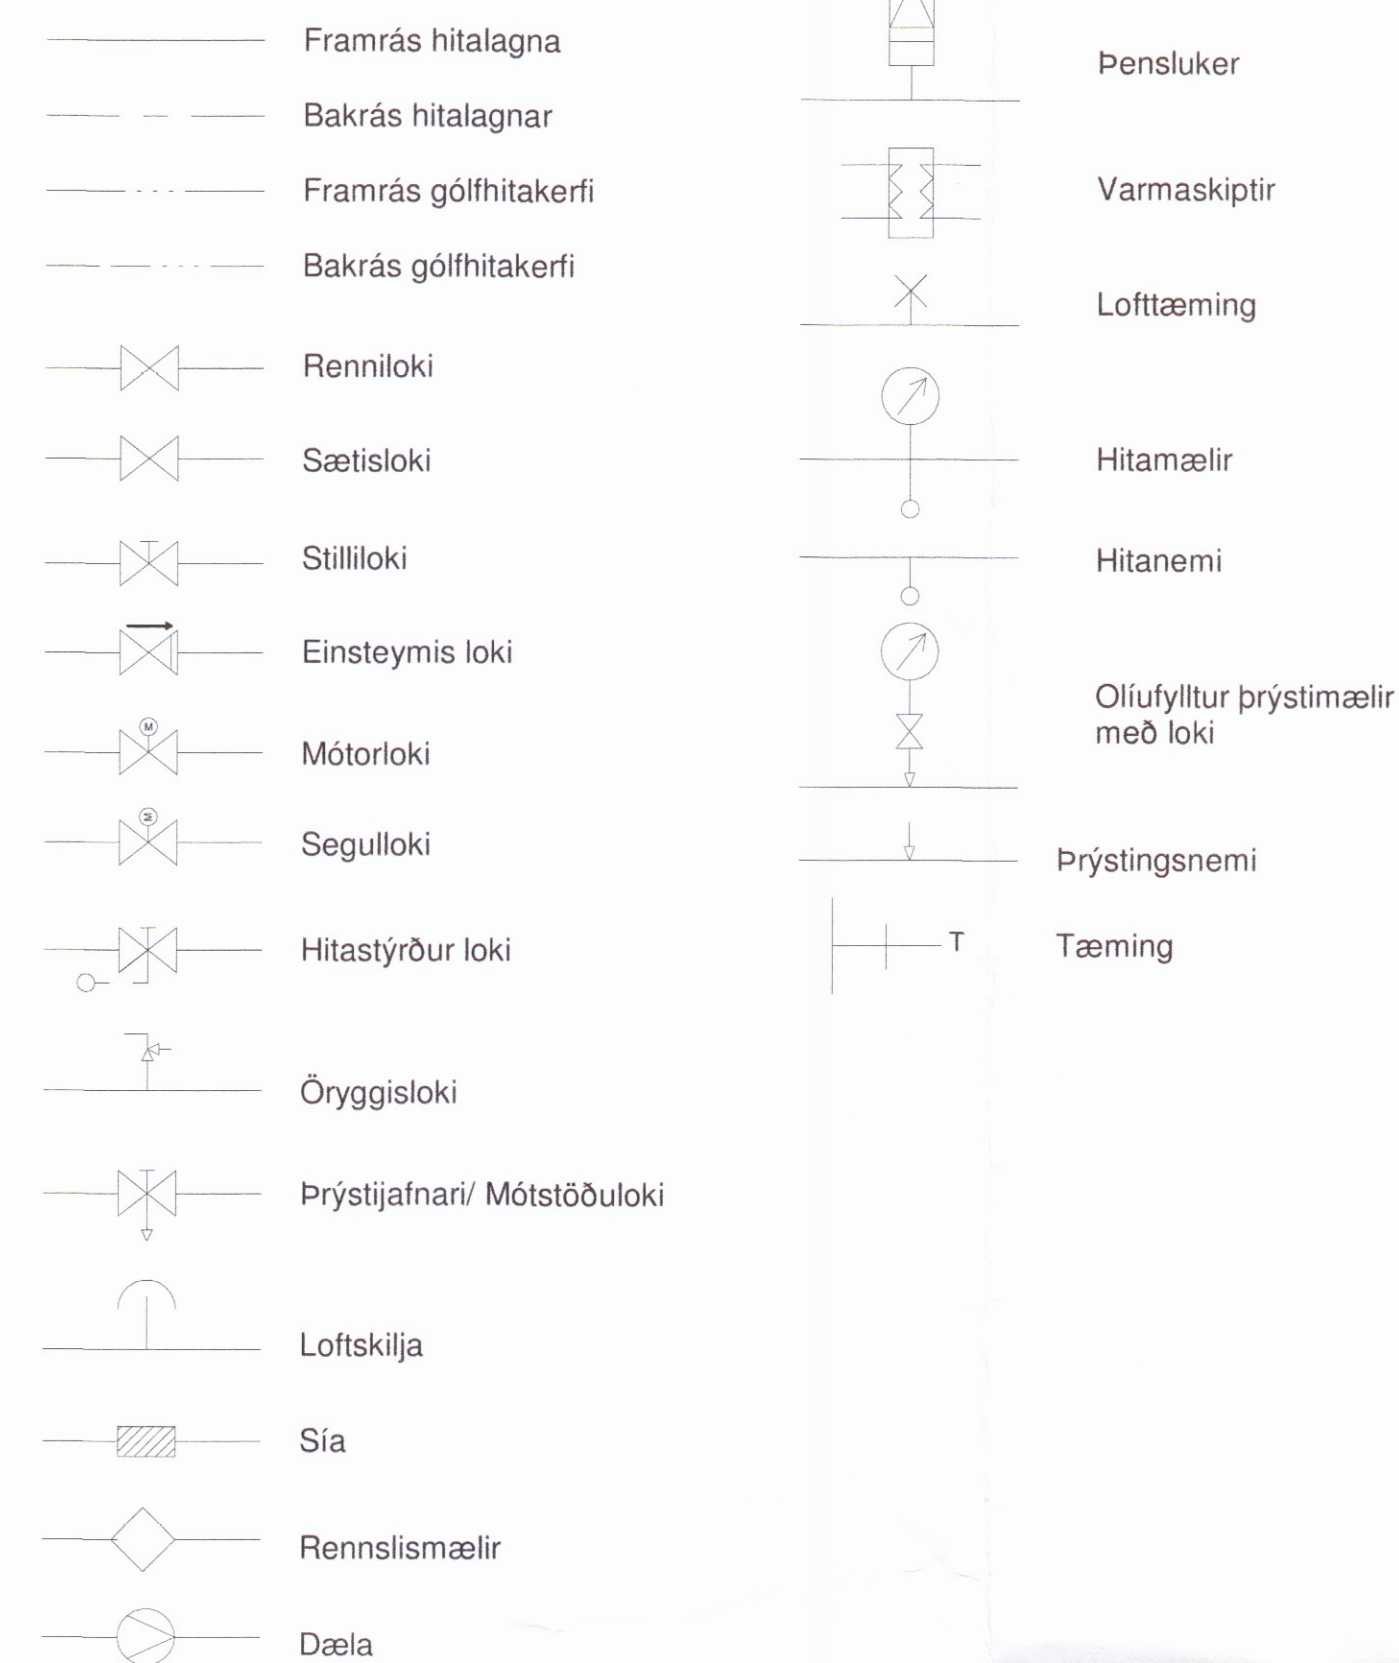 Framrás hitalagna
Bakrás hitalagnar
Framrás gólfhitakerfi
Bakrás gólfhitakerfi
Renniloki
Sætisloki
Stilliloki
Einsteymis loki
M
Mótorloki
M
Segulloki
Hitastýrður loki
Öryggisloki
Þrýstijafnari/ Mótstöðuloki
Loftskilja
Sía
Rennslismælir
Dæla
Þensluker
Varmaskiptir
Lofttæming
Hitamælir
Hitanemi
Olíufylltur þrýstimælir
með loki
Þrýstingsnemi
T Tæming